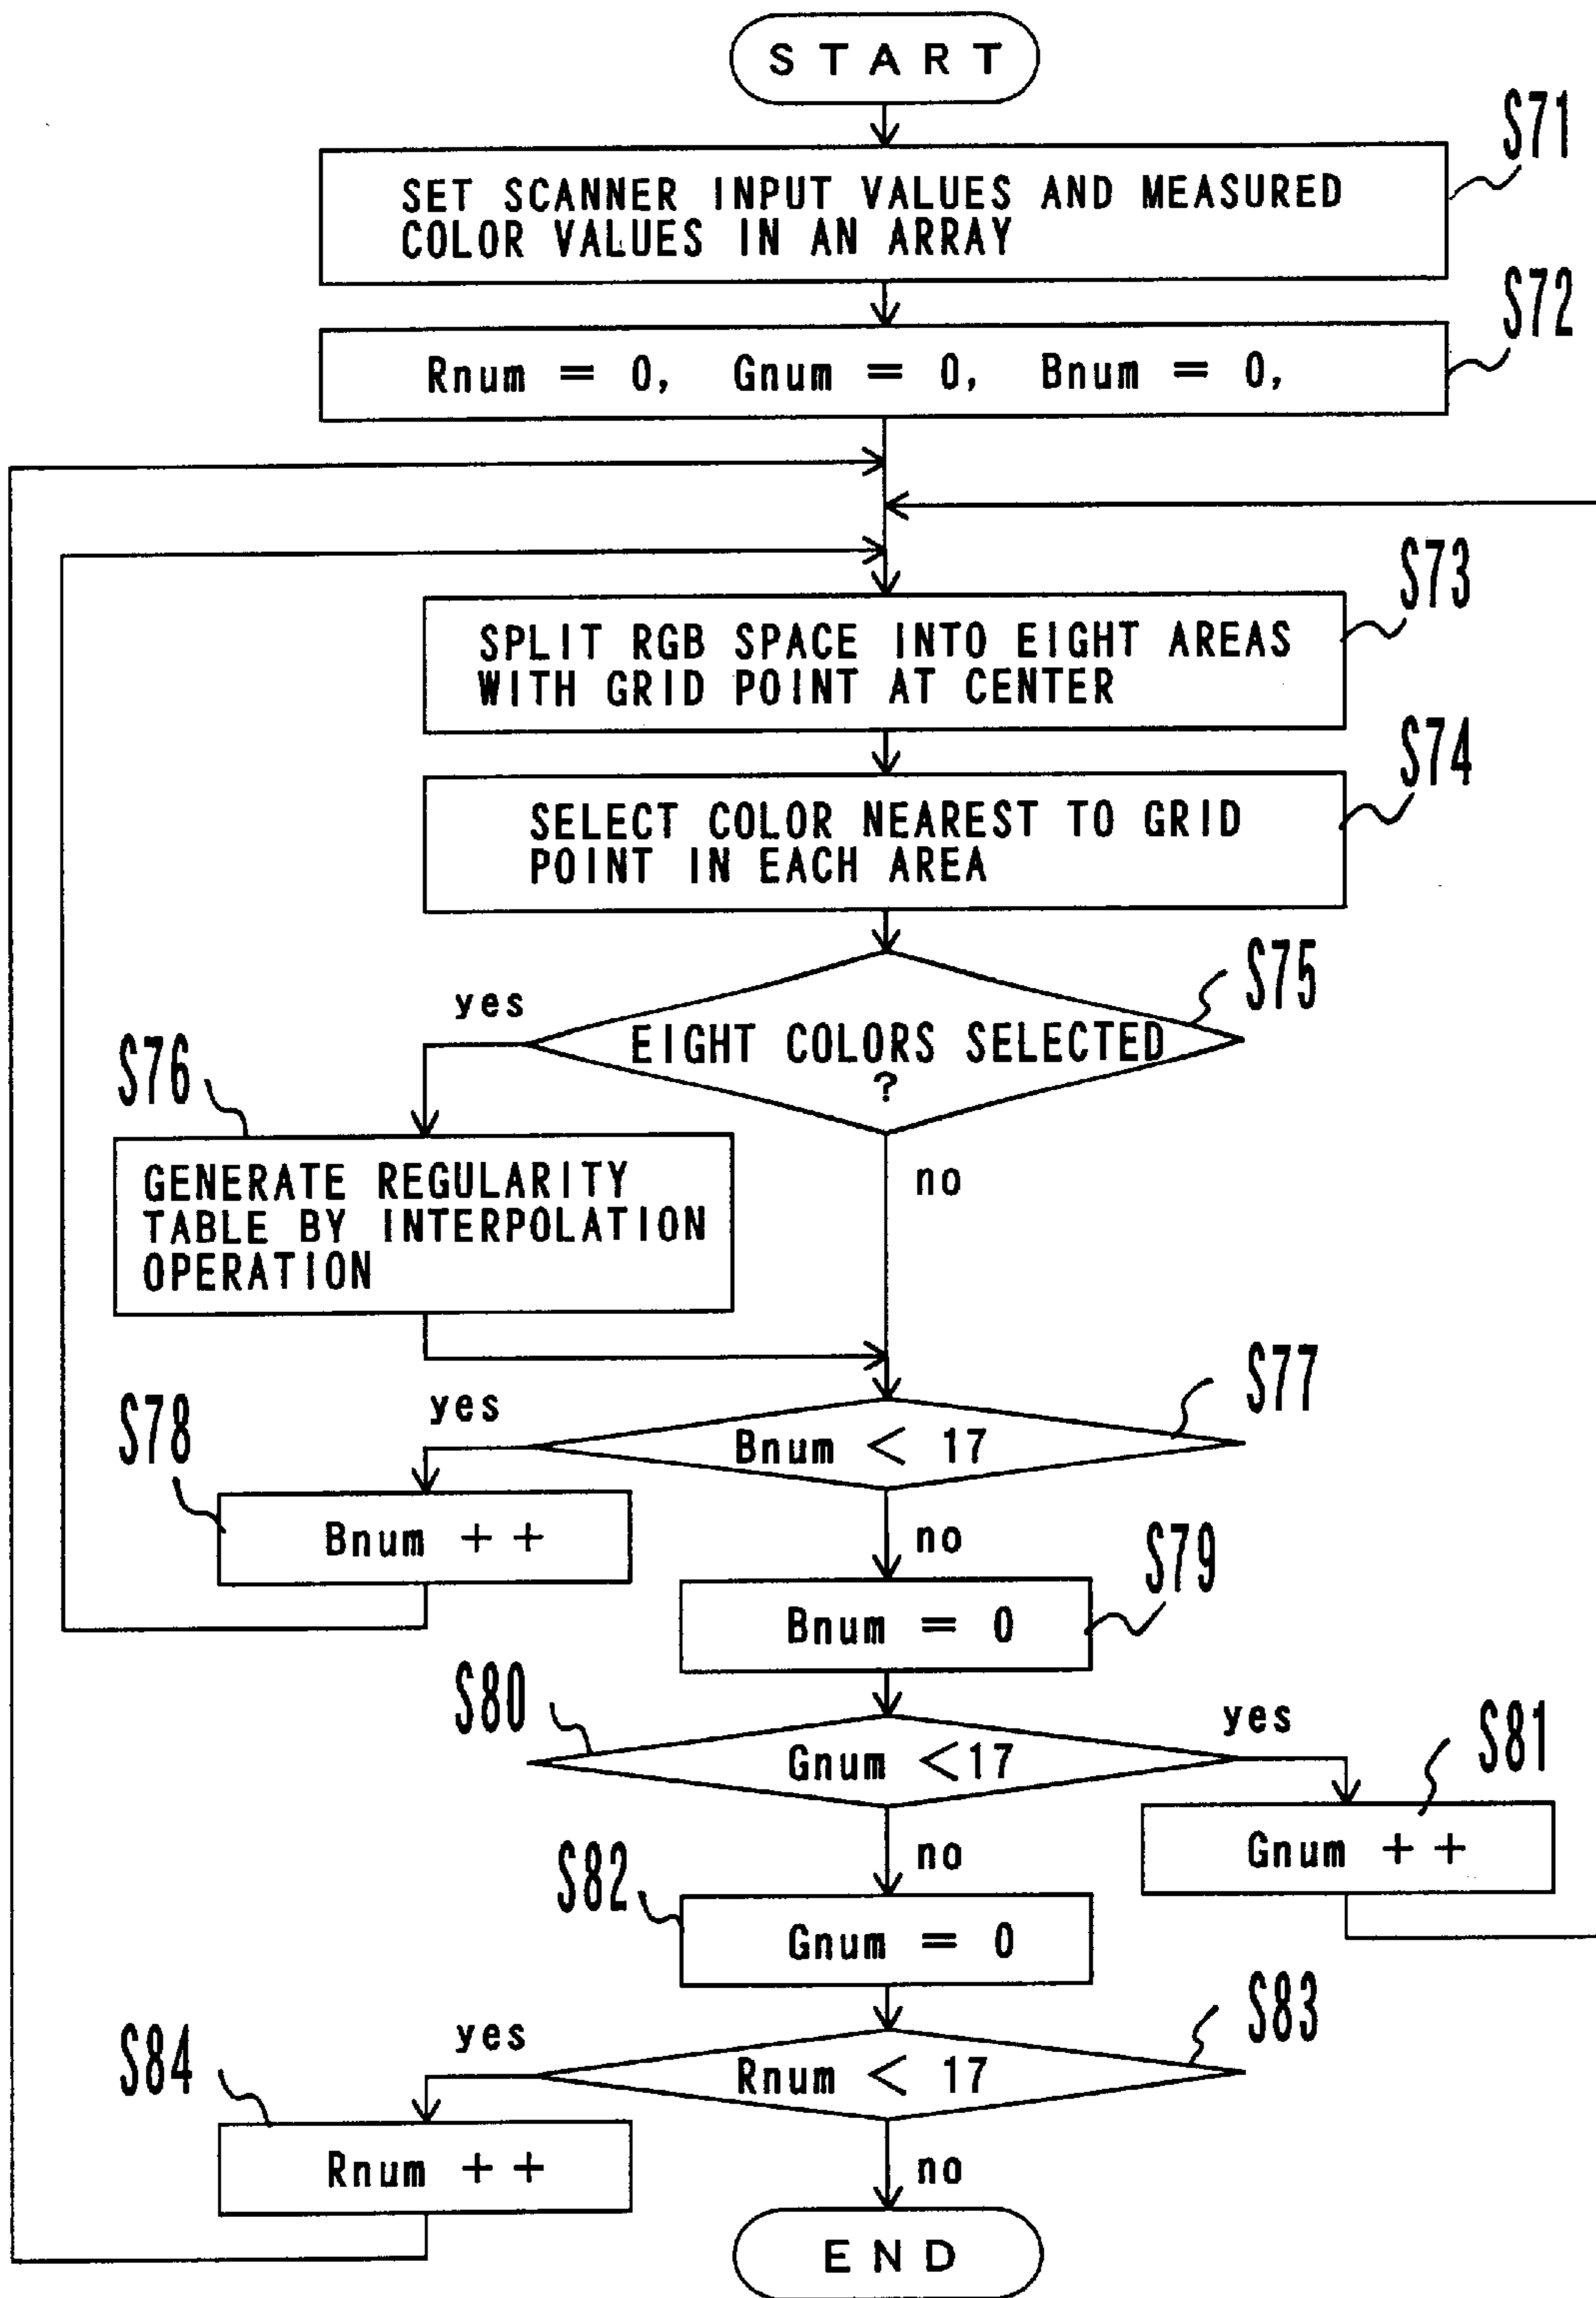 START
S71
SET SCANNER INPUT VALUES AND MEASURED
COLOR VALUES IN AN ARRAY
S72
Rnum = 0, Gnum = 0, Bnum = 0,
S73
SPLIT RGB SPACE INTO EIGHT AREAS
WITH GRID POINT AT CENTER
S74
SELECT COLOR NEAREST TO GRID
POINT IN EACH AREA
S75
yes
EIGHT COLORS SELECTED
?
S76
no
GENERATE REGULARITY
TABLE BY INTERPOLATION
OPERATION
S77
yes
S78
Bnum < 17
Bnum ++
no
S79
Bnum = 0
S80
yes
Gnum <17
S81
Gnum ++
no
S82
Gnum = 0
S83
yes
S84
Rnum < 17
Rnum ++
no
END